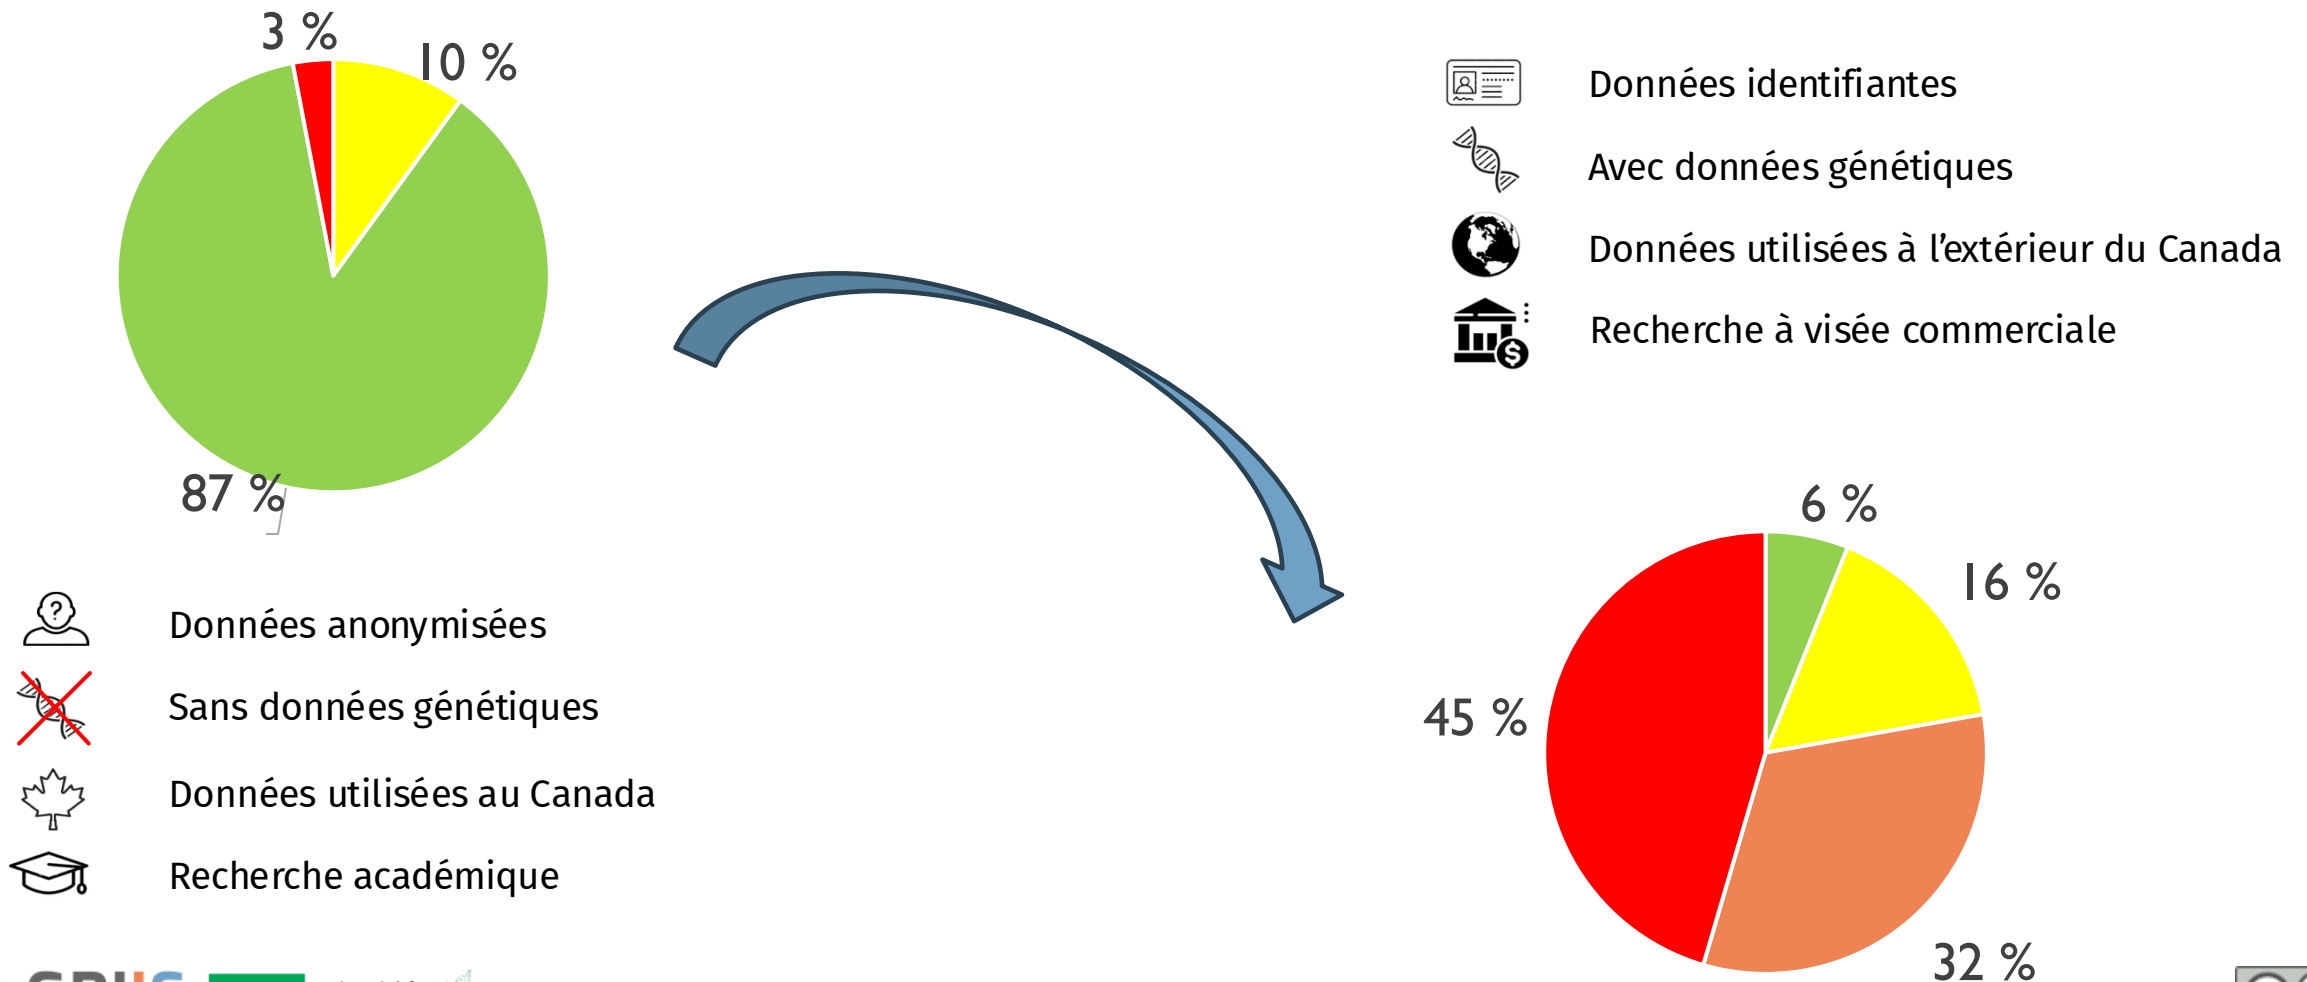 3 %
10 %
87 %
Données anonymisées
Sans données génétiques
Données utilisées au Canada
Recherche académique
Données identifiantes
Avec données génétiques
Données utilisées à l'extérieur du Canada
Recherche à visée commerciale
6 %
16 %
45 %
32 %